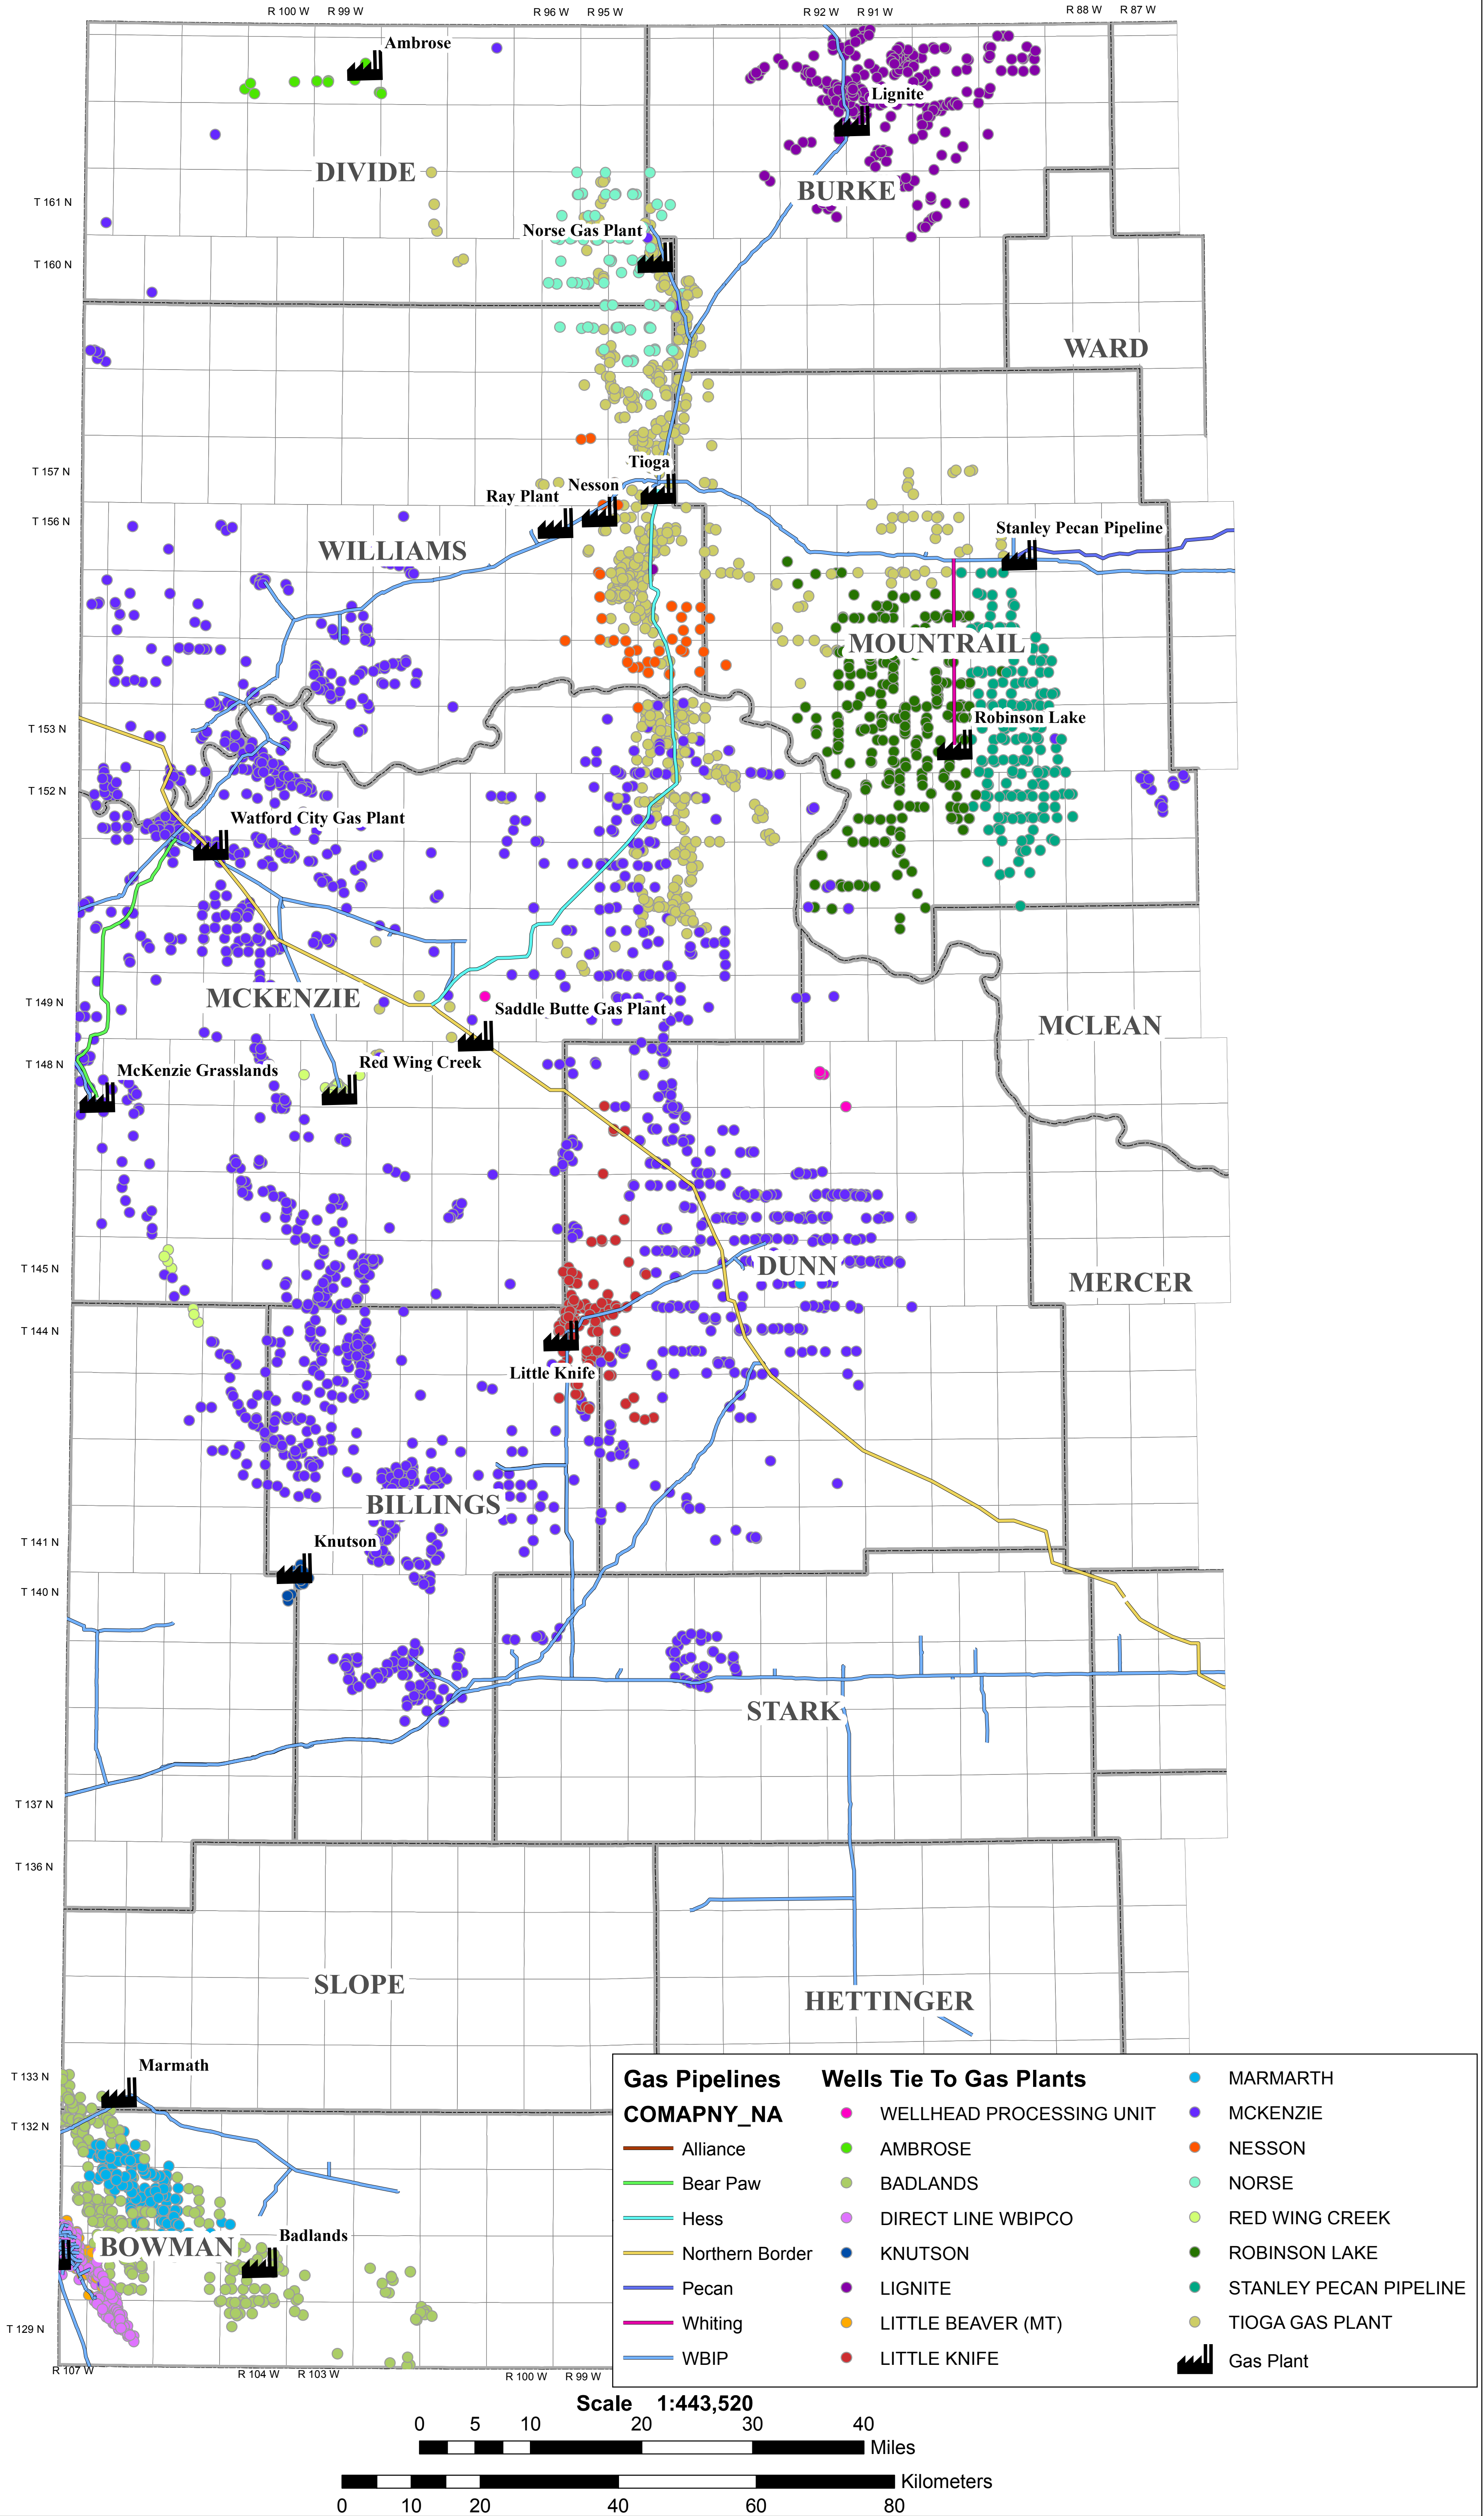 R 100 W R 99 W R 96 W R 95 W R 92 W R 91 W R 88 W R 87 W
Ambrose
Lignite
DIVIDE
BURKE
T 161 N
Norse Gas Plant
T 160 N
WARD
Tioga
T 157 N
Nesson
Ray Plant
T 156 N
Stanley Pecan Pipeline
WILLIAMS
MOUNTRAIL
Robinson Lake
T 153 N
T 152 N
Watford City Gas Plant
MCKENZIE
T 149 N
Saddle Butte Gas Plant
MCLEAN
Red Wing Creek
T 148 N
McKenzie Grasslands
DUNN
T 145 N
MERCER
T 144 N
Little Knife
BILLINGS
Knutson
T 141 N
T 140 N
STARK
T 137 N
T 136 N
SLOPE
HETTINGER
Marmath
T 133 N
T 132 N
Badlands
BOWMAN
T 129 N
R 107 W R 104 W R 103 W R 100 W R 99 W
Gas Pipelines
COMAPNY_NA
Alliance
Bear Paw
Hess
Northern Border
Pecan
Whiting
WBIP
Wells Tie To Gas Plants
WELLHEAD PROCESSING UNIT
AMBROSE
BADLANDS
DIRECT LINE WBIPCO
KNUTSON
LIGNITE
LITTLE BEAVER (MT)
LITTLE KNIFE
MARMARTH
MCKENZIE
NESSON
NORSE
RED WING CREEK
ROBINSON LAKE
STANLEY PECAN PIPELINE
TIOGA GAS PLANT
Gas Plant
Scale 1:443,520
0 5 10 20 30 40
Miles
Kilometers
0 10 20 40 60 80